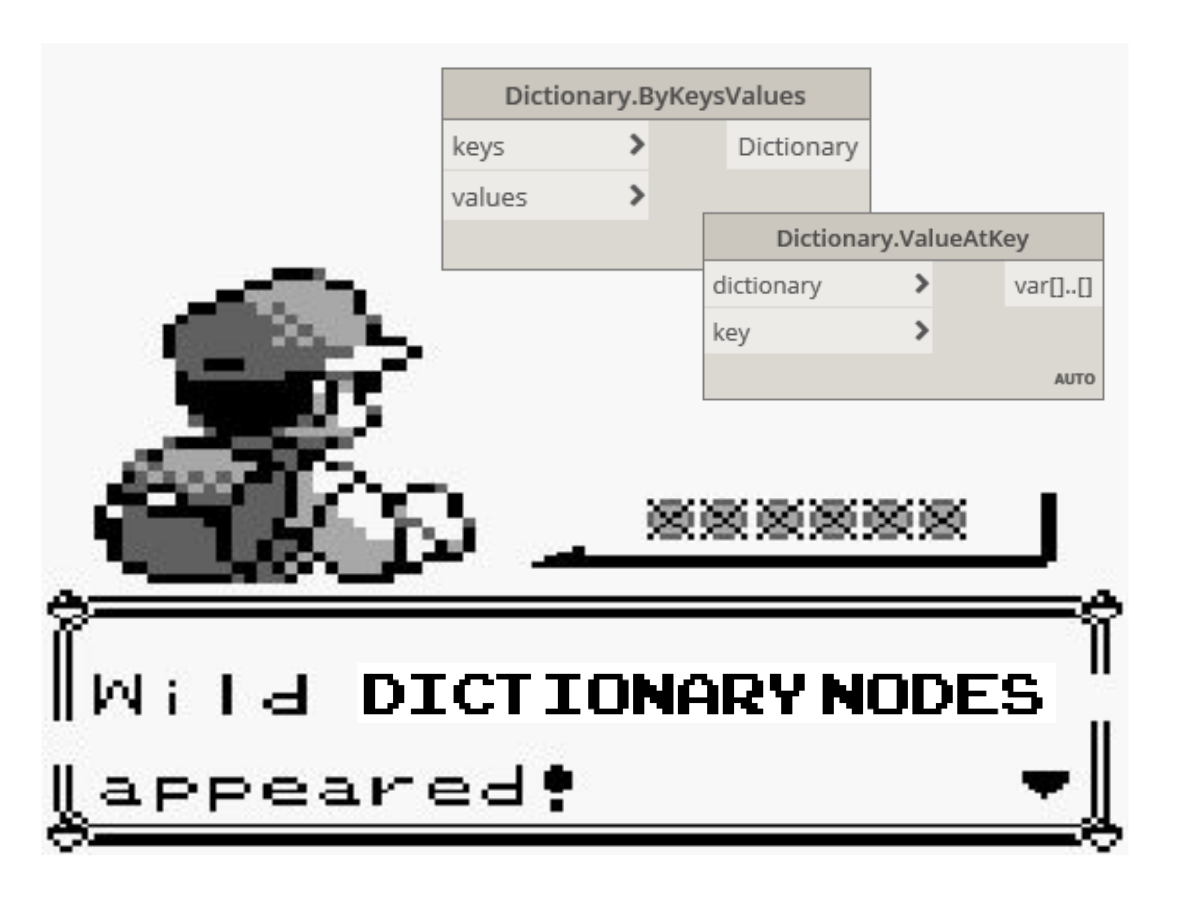 Dictionary.ByKeysValues
keys > Dictionary
values >
Dictionary.ValueAtKey
dictionary > var[]..[]
key >
AUTO
Wild DICTIONARY NODES
appeared!